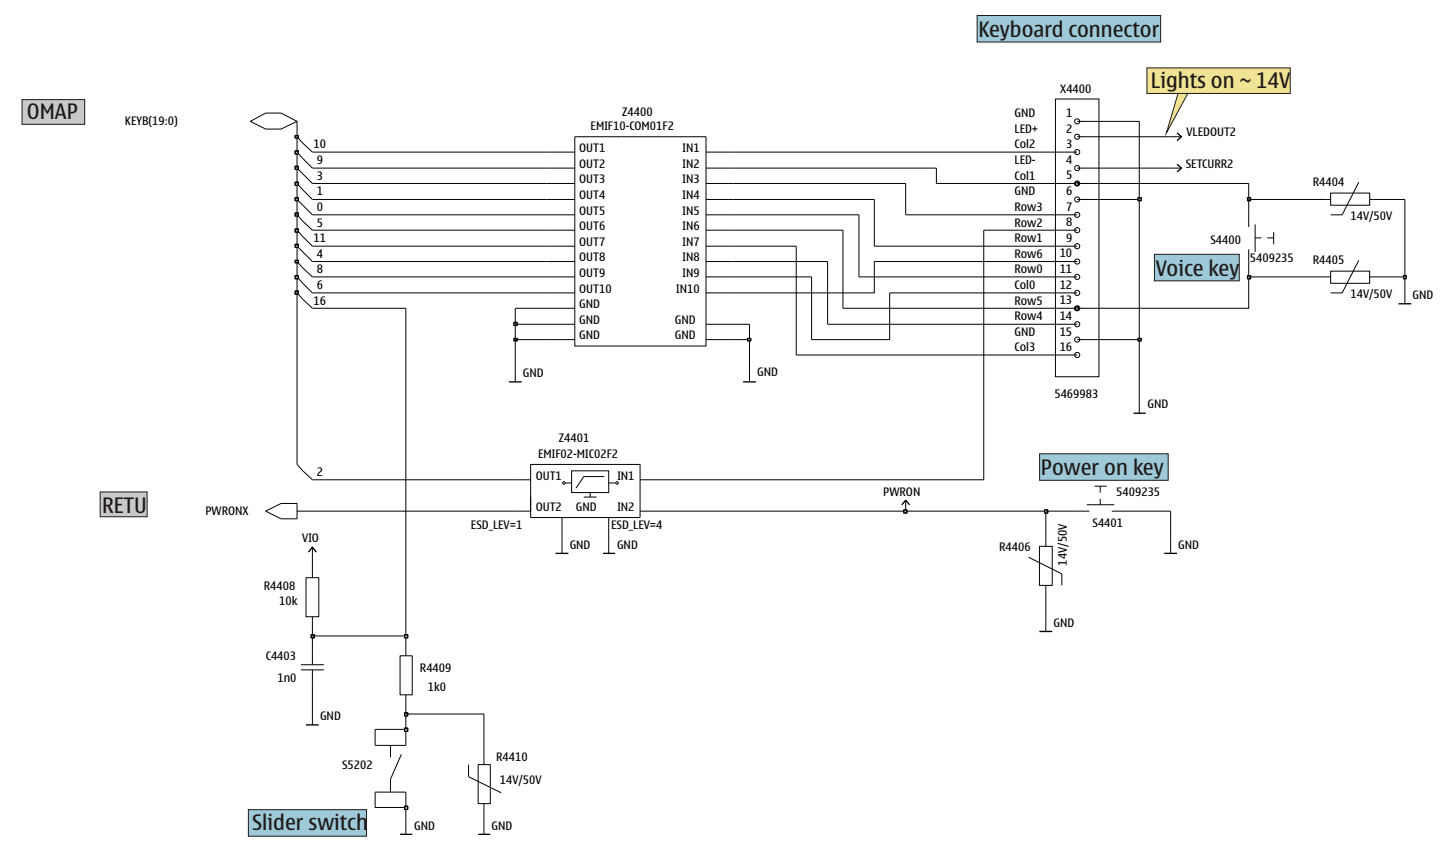 Keyboard connector
Lights on ~ 14V
OMAP
KEYB(19:0)
Z4400
EMIF10-COM01F2
X4400
10
9
3
1
0
5
11
4
8
6
16
OUT1 IN1
OUT2 IN2
OUT3 IN3
OUT4 IN4
OUT5 IN5
OUT6 IN6
OUT7 IN7
OUT8 IN8
OUT9 IN9
OUT10 IN10
GND
GND GND
GND GND
GND
GND
GND 1
LED+ 2
Col2 3
LED- 4
Col1 5
GND 6
Row3 7
Row2 8
Row1 9
Row6 10
Row0 11
Col0 12
Row5 13
Row4 14
GND 15
Col3 16
5469983
GND
VLEDOUT2
SETCURR2
R4404
14V/50V
S4400
5409235
Voice key
R4405
14V/50V
GND
Z4401
EMIF02-MIC02F2
2
OUT1 IN1
OUT2 GND IN2
ESD_LEV=1 ESD_LEV=4
GND GND
RETU
PWRONX
PWRON
Power on key
5409235
S4401
GND
R4406
14V/50V
GND
VIO
R4408
10k
C4403
1n0
GND
R4409
1k0
S5202
R4410
14V/50V
Slider switch
GND
GND